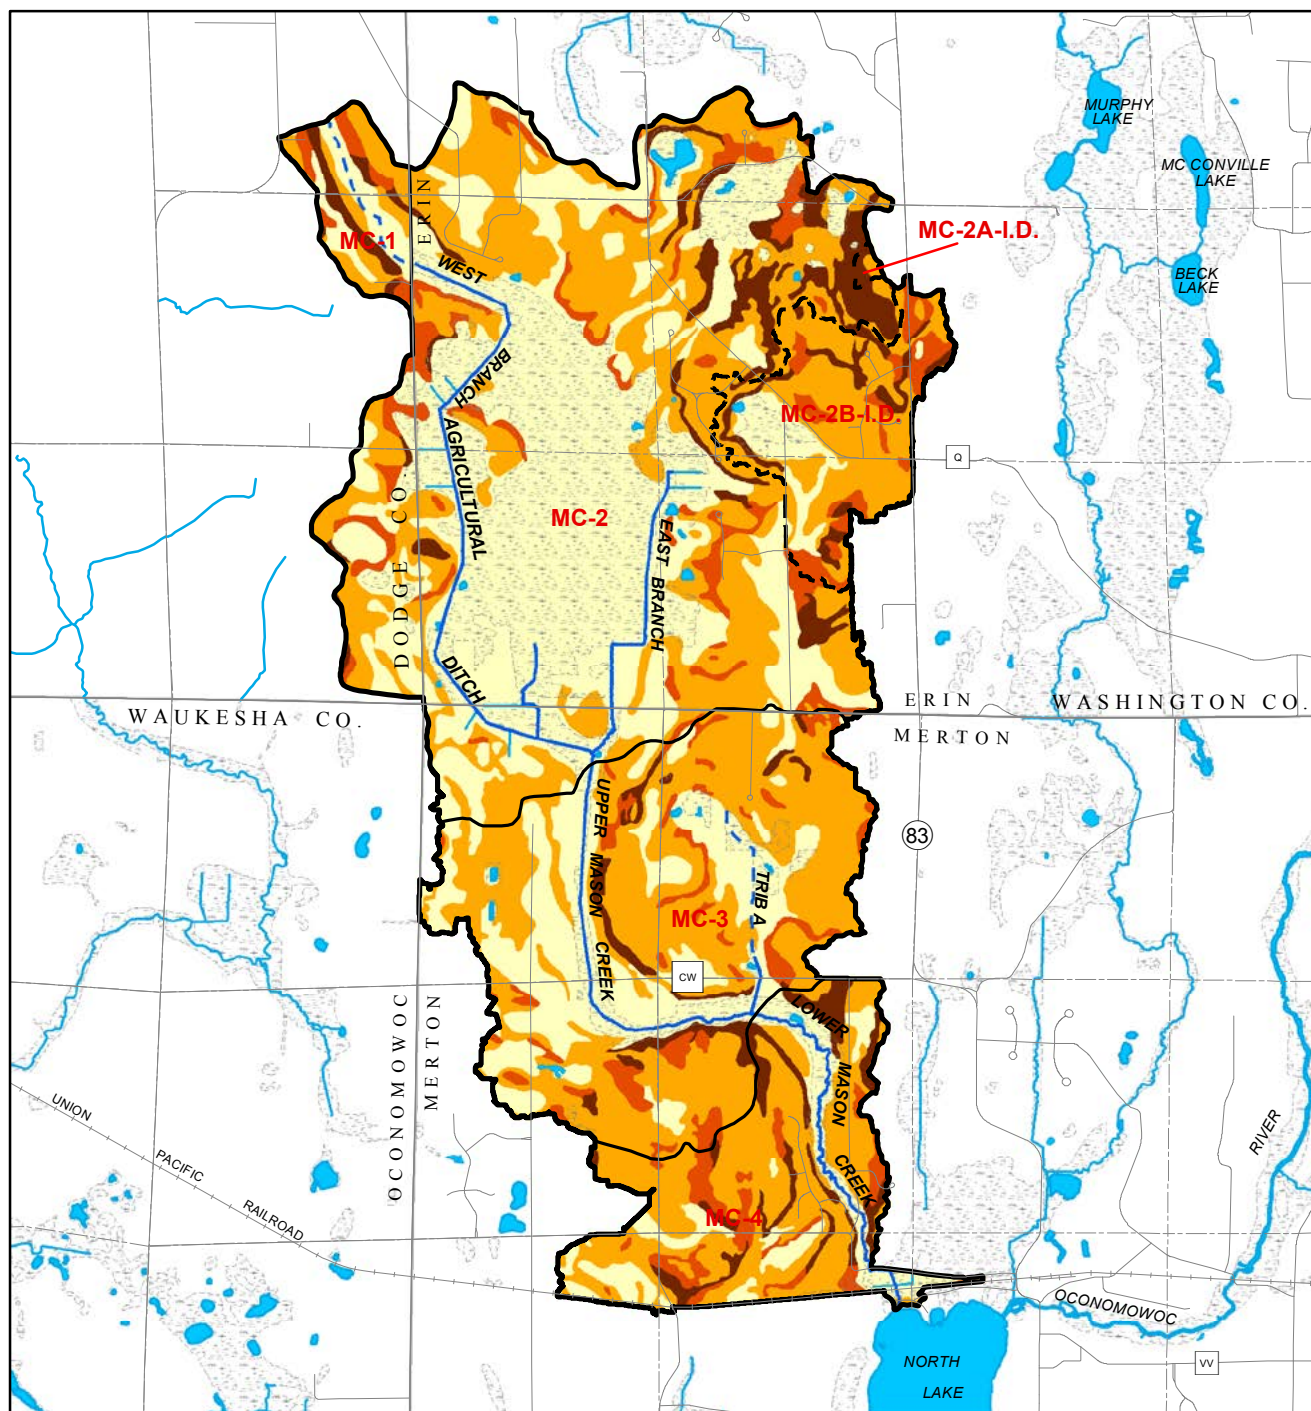 MURPHY
LAKE
MC CONVILLE
LAKE
BECK
LAKE
MC-2A-I.D.
MC-1
ERIN
WEST
BRANCH
AGRICULTURAL
DITCH
MC-2B-I.D.
Q
MC-2
EAST BRANCH
DODGE CO.
WAUKESHA CO.
ERIN
WASHINGTON CO.
MERTON
UPPER MASON CREEK
83
TRIB A
MC-3
CW
LOWER MASON CREEK
OCONOMOWOC
MERTON
UNION PACIFIC RAILROAD
MC-4
RIVER
OCONOMOWOC
NORTH
LAKE
VV